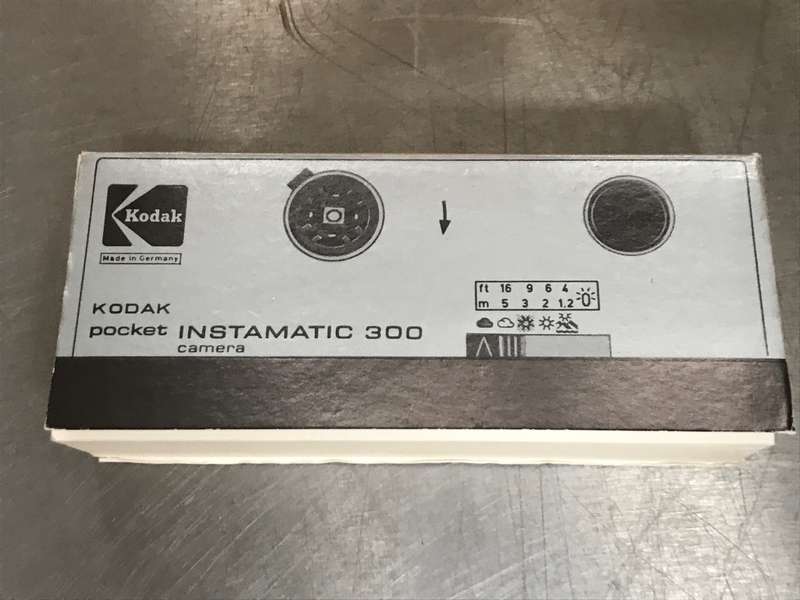 Kodak
Made in Germany
KODAK
pocket INSTAMATIC 300
camera
ft 16 9 6 4
m 5 3 2 1.2